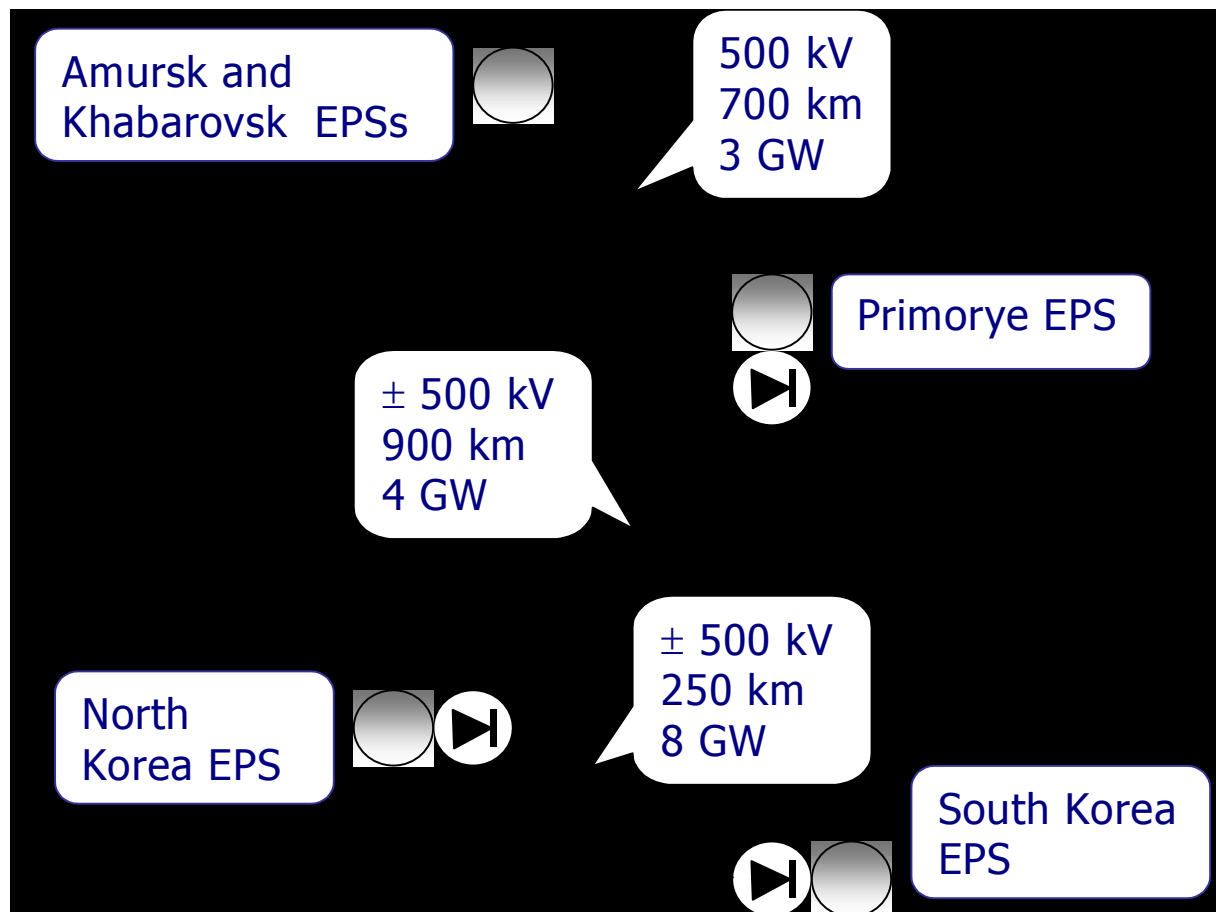 Amursk and
Khabarovsk EPSs
500 kV
700 km
3 GW
Primorye EPS
± 500 kV
900 km
4 GW
± 500 kV
250 km
8 GW
North
Korea EPS
South Korea
EPS